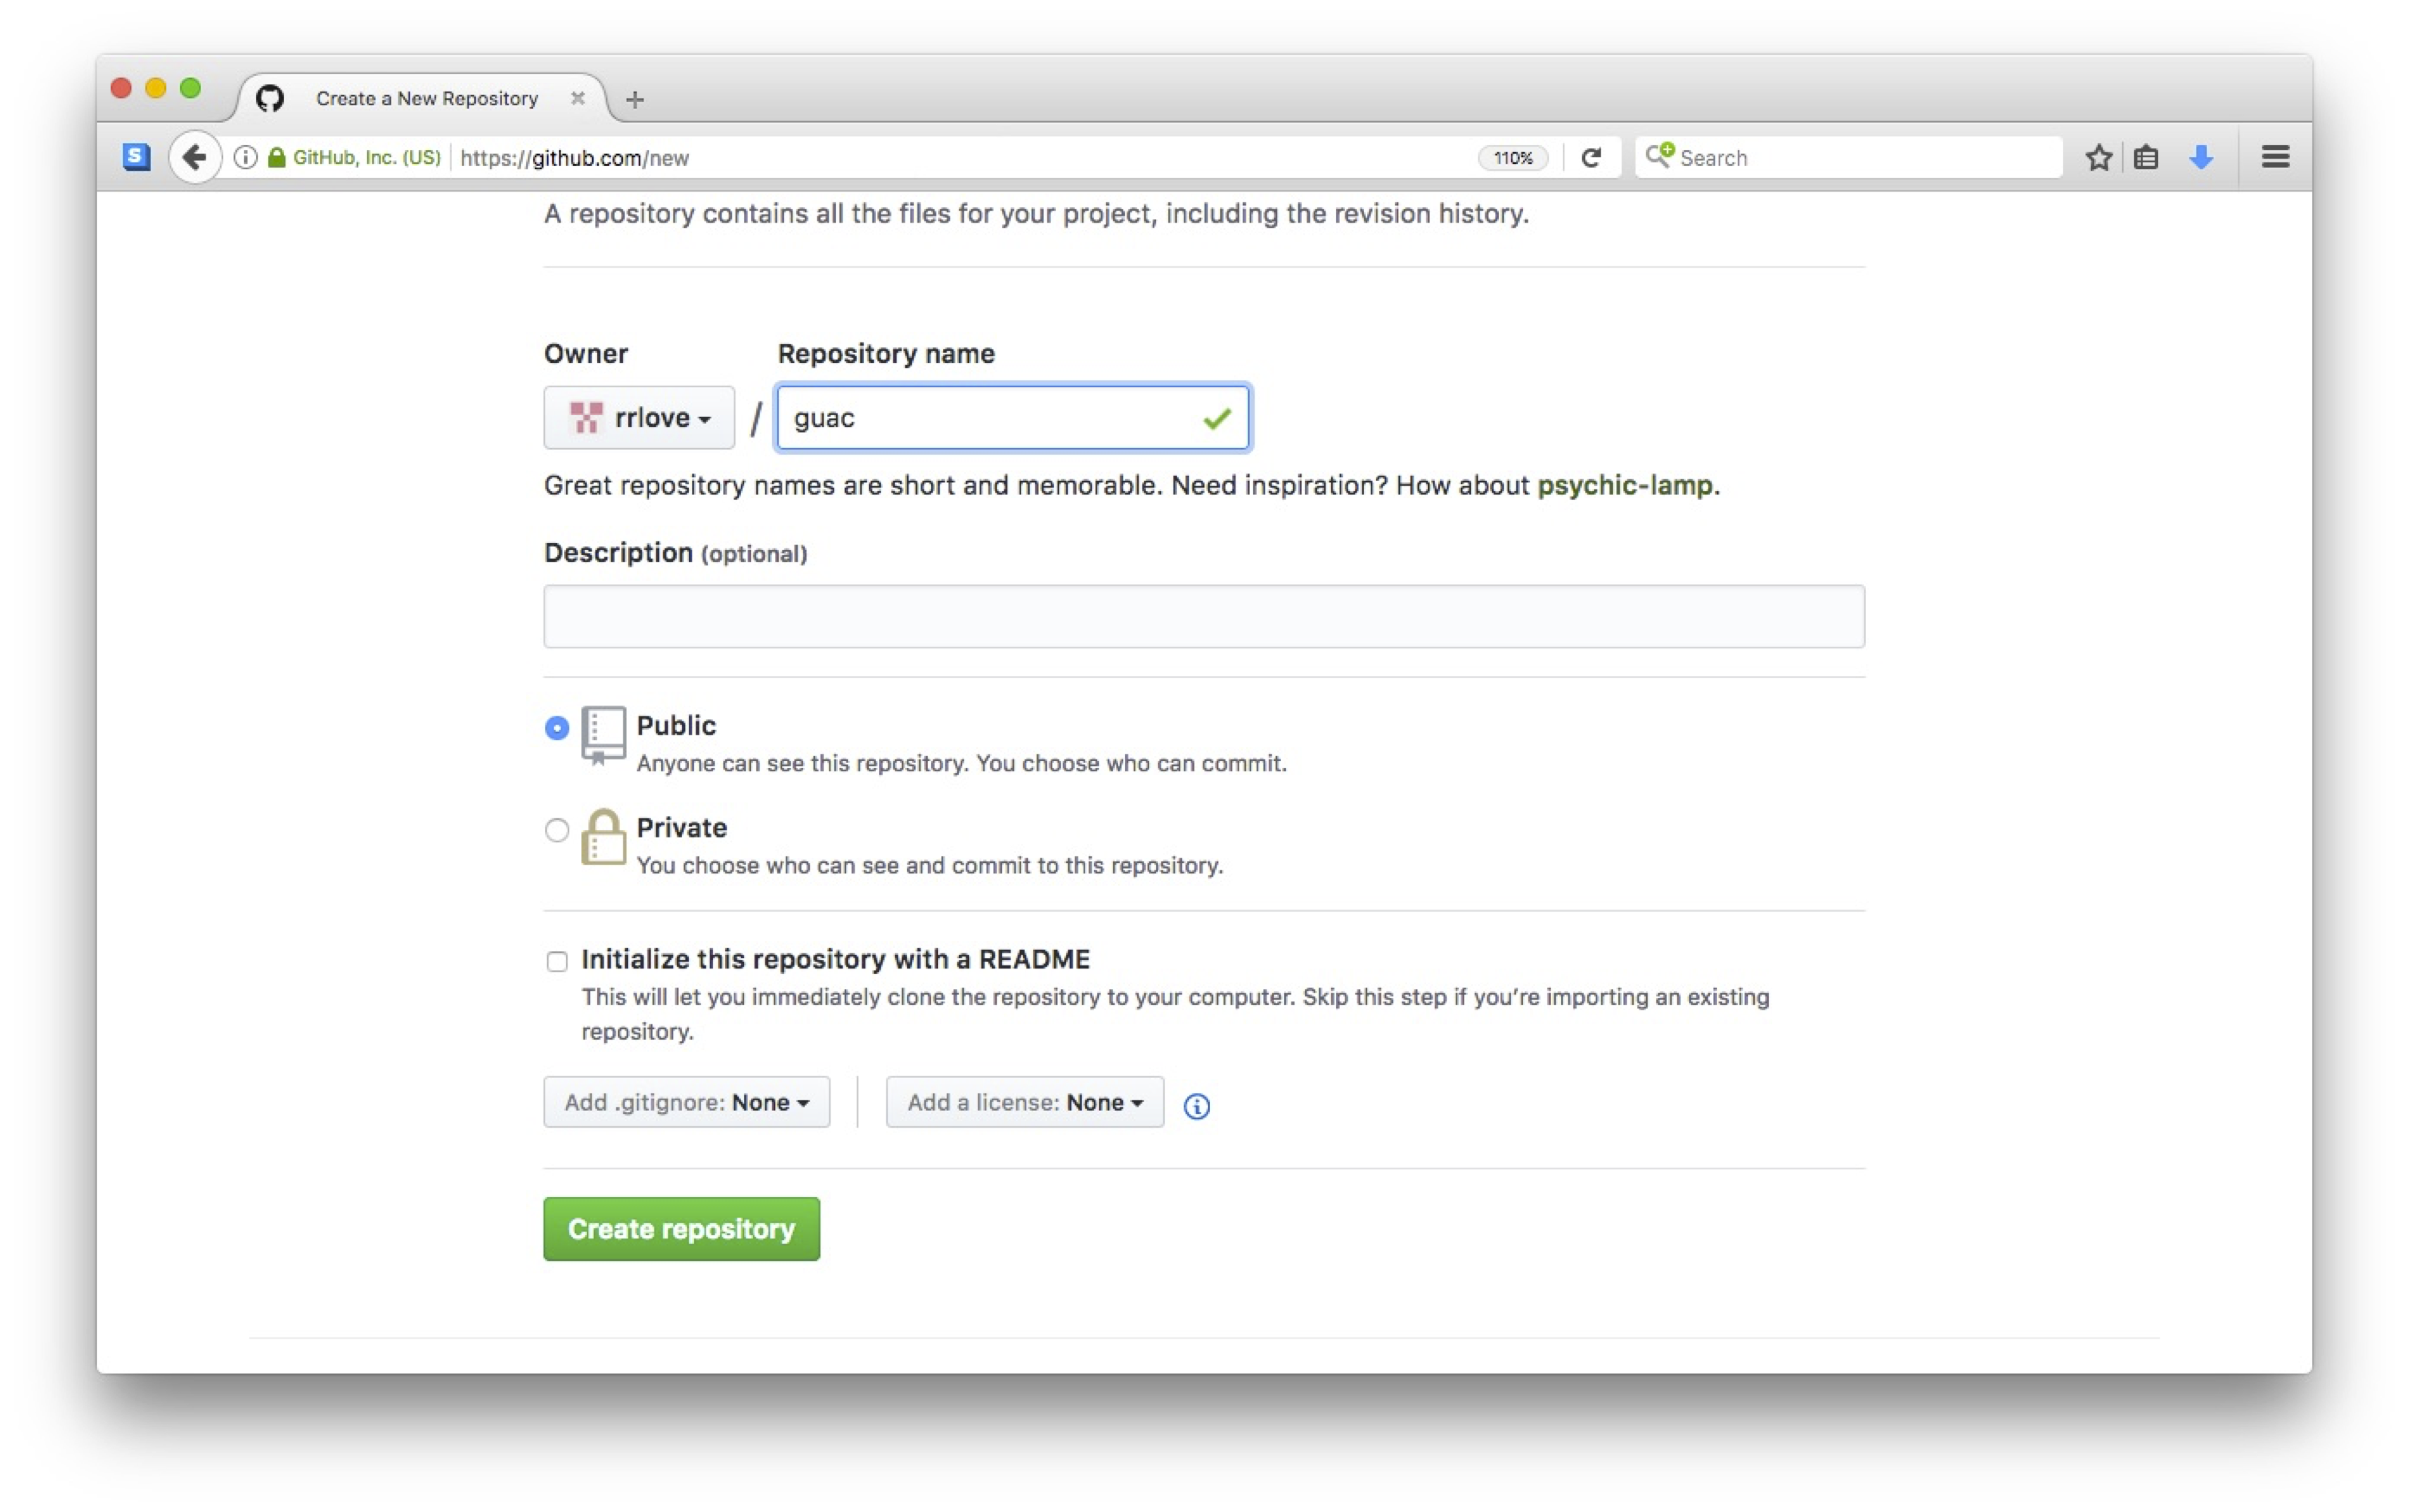 Create a New Repository
S
GitHub, Inc. (US) https://github.com/new 110% Search
A repository contains all the files for your project, including the revision history.
Owner Repository name
rrlove / guac
Great repository names are short and memorable. Need inspiration? How about psychic-lamp.
Description (optional)
Public
Anyone can see this repository. You choose who can commit.
Private
You choose who can see and commit to this repository.
Initialize this repository with a README
This will let you immediately clone the repository to your computer. Skip this step if you’re importing an existing
repository.
Add .gitignore: None Add a license: None
Create repository